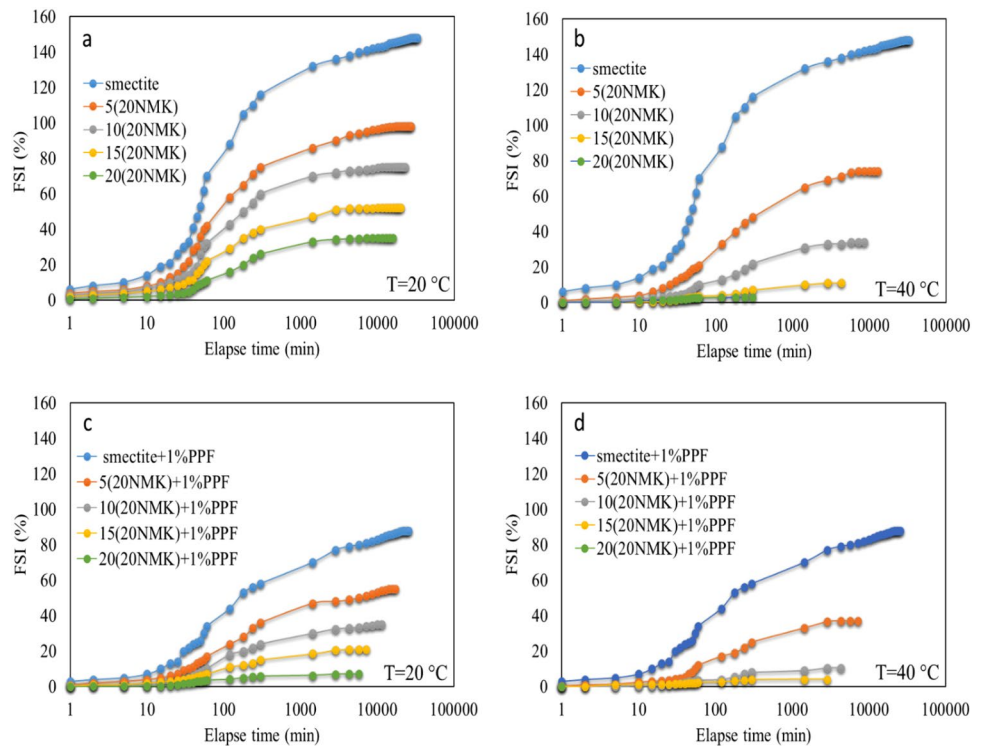 a
160
140
120
100
80
60
40
20
0
FSI (%)
smectite
5(20NMK)
10(20NMK)
15(20NMK)
20(20NMK)
T=20 °C
1 10 100 1000 10000 100000
Elapse time (min)
b
160
140
120
100
80
60
40
20
0
FSI (%)
smectite
5(20NMK)
10(20NMK)
15(20NMK)
20(20NMK)
T=40 °C
1 10 100 1000 10000 100000
Elapse time (min)
c
160
140
120
100
80
60
40
20
0
FSI (%)
smectite+1%PPF
5(20NMK)+1%PPF
10(20NMK)+1%PPF
15(20NMK)+1%PPF
20(20NMK)+1%PPF
T=20 °C
1 10 100 1000 10000 100000
Elapse time (min)
d
160
140
120
100
80
60
40
20
0
FSI (%)
smectite+1%PPF
5(20NMK)+1%PPF
10(20NMK)+1%PPF
15(20NMK)+1%PPF
20(20NMK)+1%PPF
T=40 °C
1 10 100 1000 10000 100000
Elapse time (min)